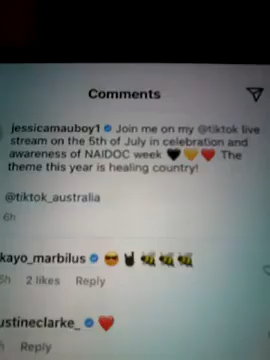 Comments
jessicamauboy1 Join me on my @tiktok live
stream on the 5th of July in celebration and
awareness of NAIDOC week 🖤💛❤️ The
theme this year is healing country!
@tiktok_australia
6h
kayo_marbilus 😎🤘🐝🐝🐝
5h 2 likes Reply
ustineclarke_ ❤️
h Reply